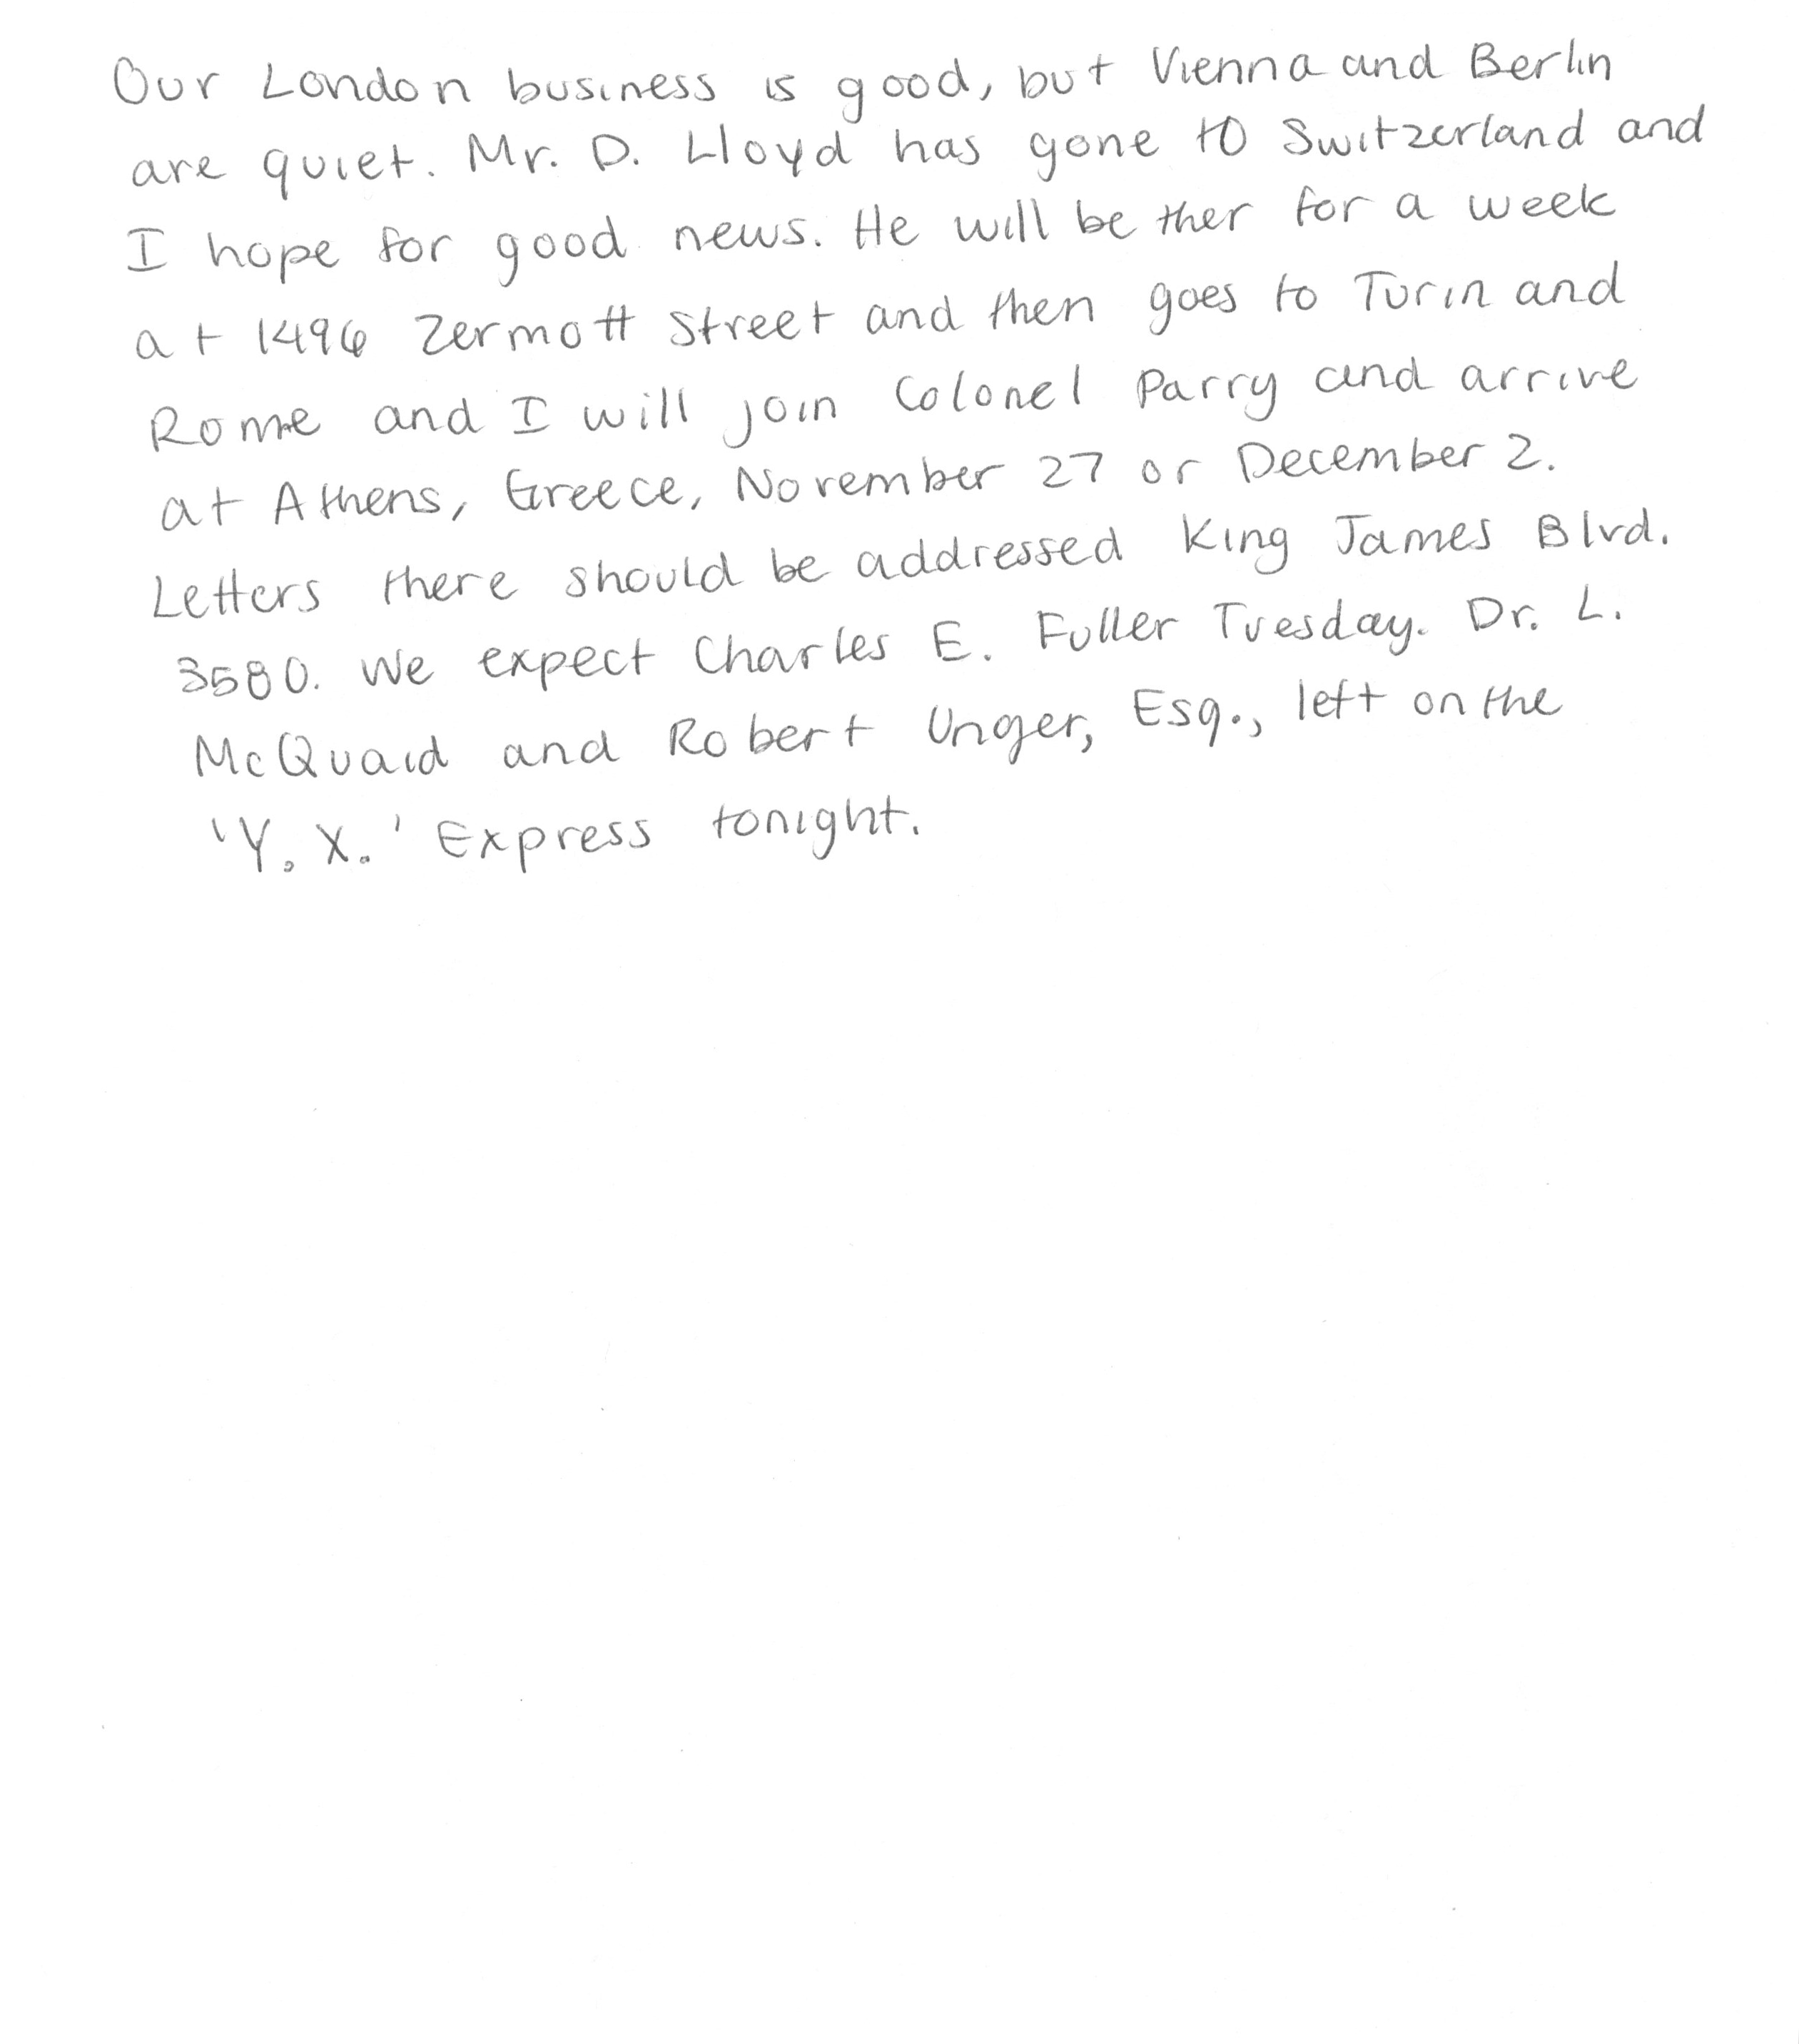 Our London business is good, but Vienna and Berlin
are quiet. Mr. D. Lloyd has gone to Switzerland and
I hope for good news. He will be ther for a week
at 1496 Zermott Street and then goes to Turin and
Rome and I will join Colonel Parry and arrive
at Athens, Greece, November 27 or December 2.
Letters there should be addressed King James Blvd.
3580. We expect Charles E. Fuller Tuesday. Dr. L.
McQuaid and Robert Unger, Esq., left on the
'Y. X.' Express tonight.